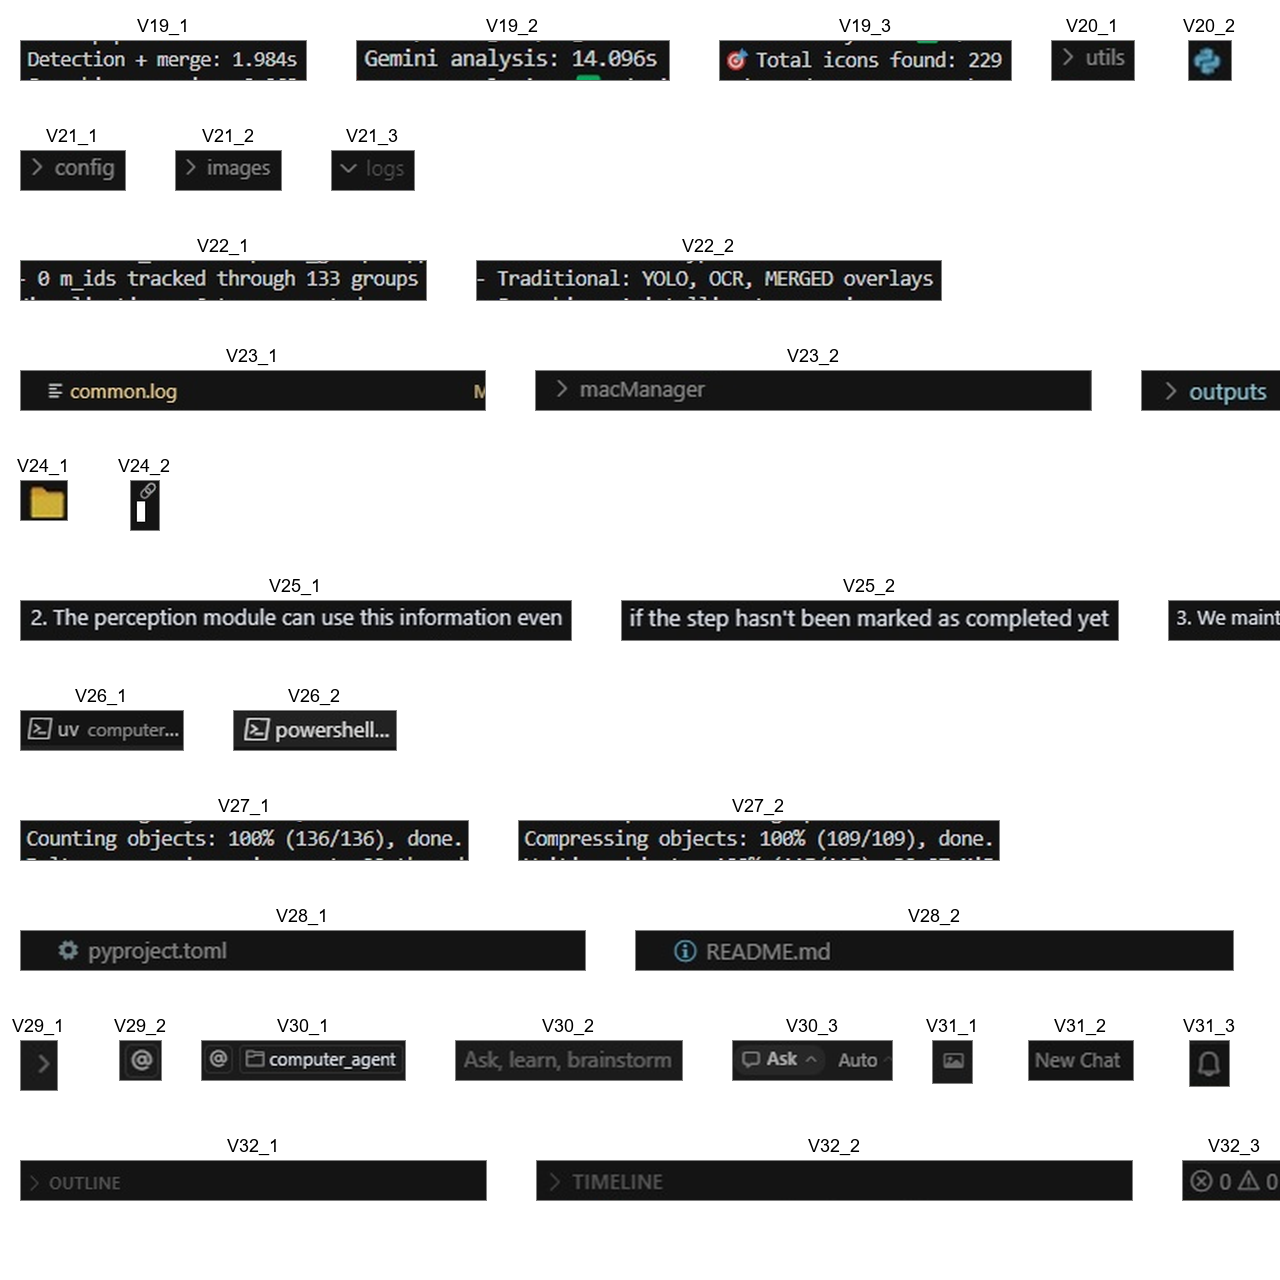 V19_1 V19_2 V19_3 V20_1 V20_2
Detection + merge: 1.984s Gemini analysis: 14.096s Total icons found: 229 > utils
V21_1 V21_2 V21_3
> config > images logs
V22_1 V22_2
- 0 m_ids tracked through 133 groups - Traditional: YOLO, OCR, MERGED overlays
V23_1 V23_2
common.log M > macManager > outputs
V24_1 V24_2
V25_1 V25_2
2. The perception module can use this information even if the step hasn't been marked as completed yet 3. We maint
V26_1 V26_2
uv computer... powershell...
V27_1 V27_2
Counting objects: 100% (136/136), done. Compressing objects: 100% (109/109), done.
V28_1 V28_2
pyproject.toml README.md
V29_1 V29_2 V30_1 V30_2 V30_3 V31_1 V31_2 V31_3
> @ @ computer_agent Ask, learn, brainstorm Ask Auto New Chat
V32_1 V32_2 V32_3
> OUTLINE > TIMELINE 0 0